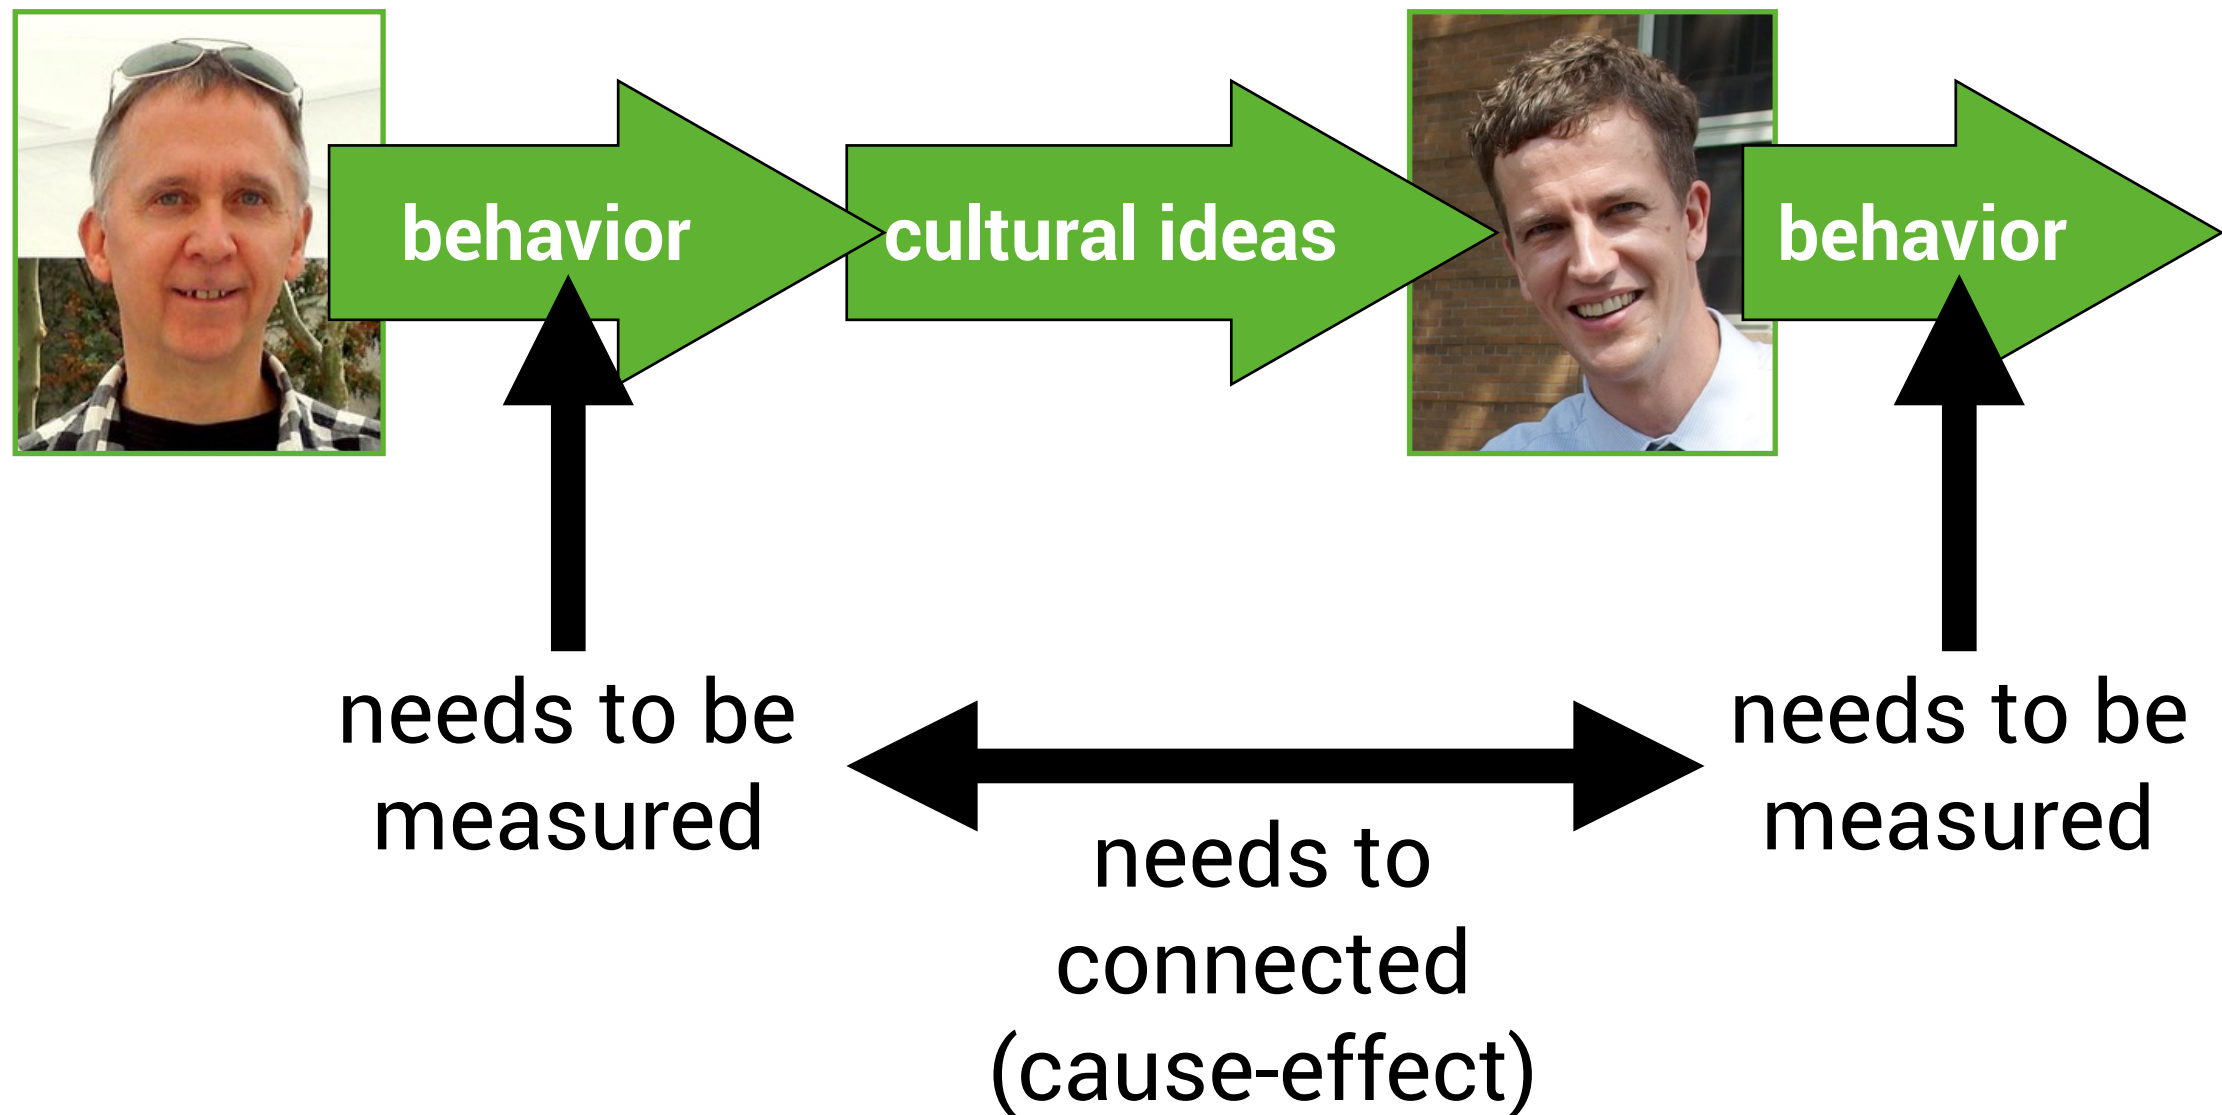 behavior
cultural ideas
behavior
needs to be
measured
needs to
connected
(cause-effect)
needs to be
measured